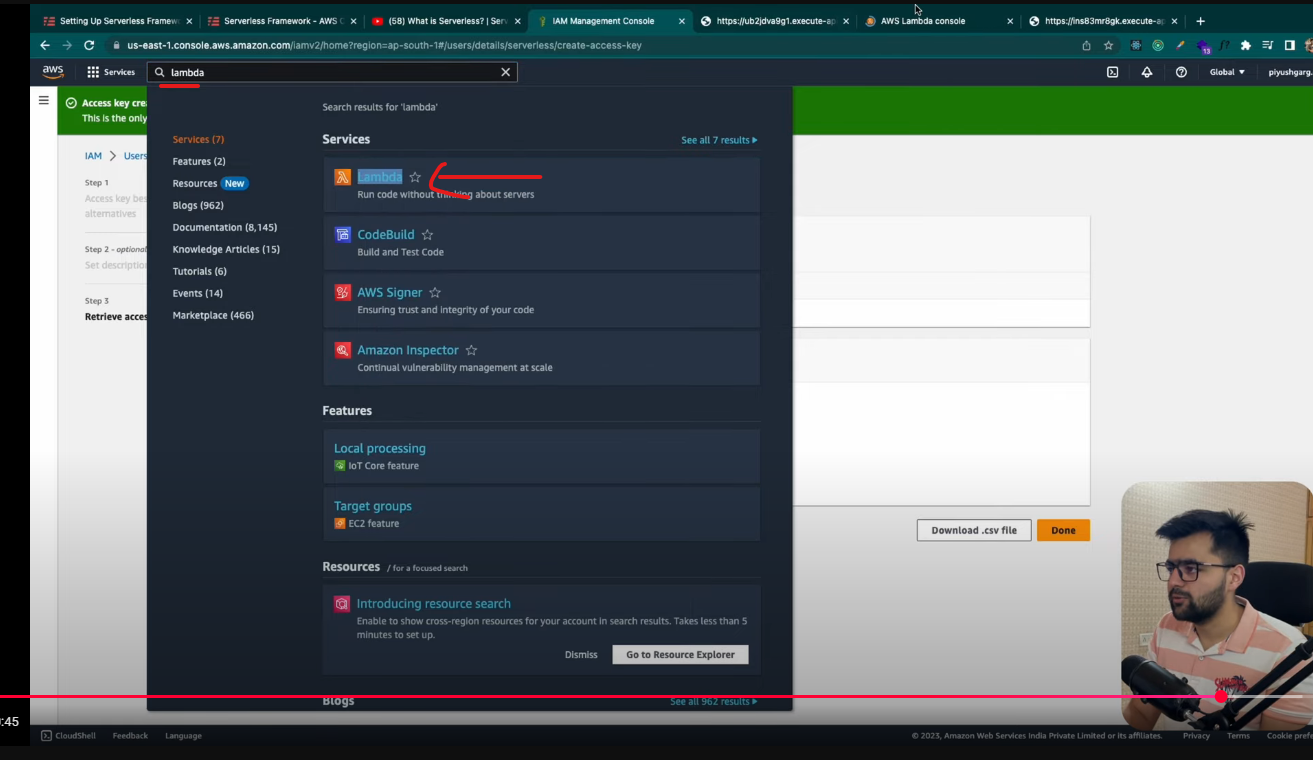 Setting Up Serverless Framew
Serverless Framework - AWS C
(58) What is Serverless? | Serv
IAM Management Console
https://ub2jdva9g1.execute-ap
AWS Lambda console
https://ins83mr8gk.execute-ap
us-east-1.console.aws.amazon.com/iamv2/home?region=ap-south-1#/users/details/serverless/create-access-key
13
aws
Services
lambda
Global
piyushgarg.
Access key crea
This is the only
IAM
Users
Step 1
Access key bes
alternatives
Step 2 - optional
Set description
Step 3
Retrieve acces
Services (7)
Features (2)
Resources New
Blogs (962)
Documentation (8,145)
Knowledge Articles (15)
Tutorials (6)
Events (14)
Marketplace (466)
Search results for 'lambda'
Services
See all 7 results
Lambda
Run code without thinking about servers
CodeBuild
Build and Test Code
AWS Signer
Ensuring trust and integrity of your code
Amazon Inspector
Continual vulnerability management at scale
Features
Local processing
IoT Core feature
Target groups
EC2 feature
Resources / for a focused search
Introducing resource search
Enable to show cross-region resources for your account in search results. Takes less than 5
minutes to set up.
Dismiss
Go to Resource Explorer
Blogs
See all 962 results
Download .csv file
Done
:45
CloudShell
Feedback
Language
© 2023, Amazon Web Services India Private Limited or its affiliates.
Privacy
Terms
Cookie prefe